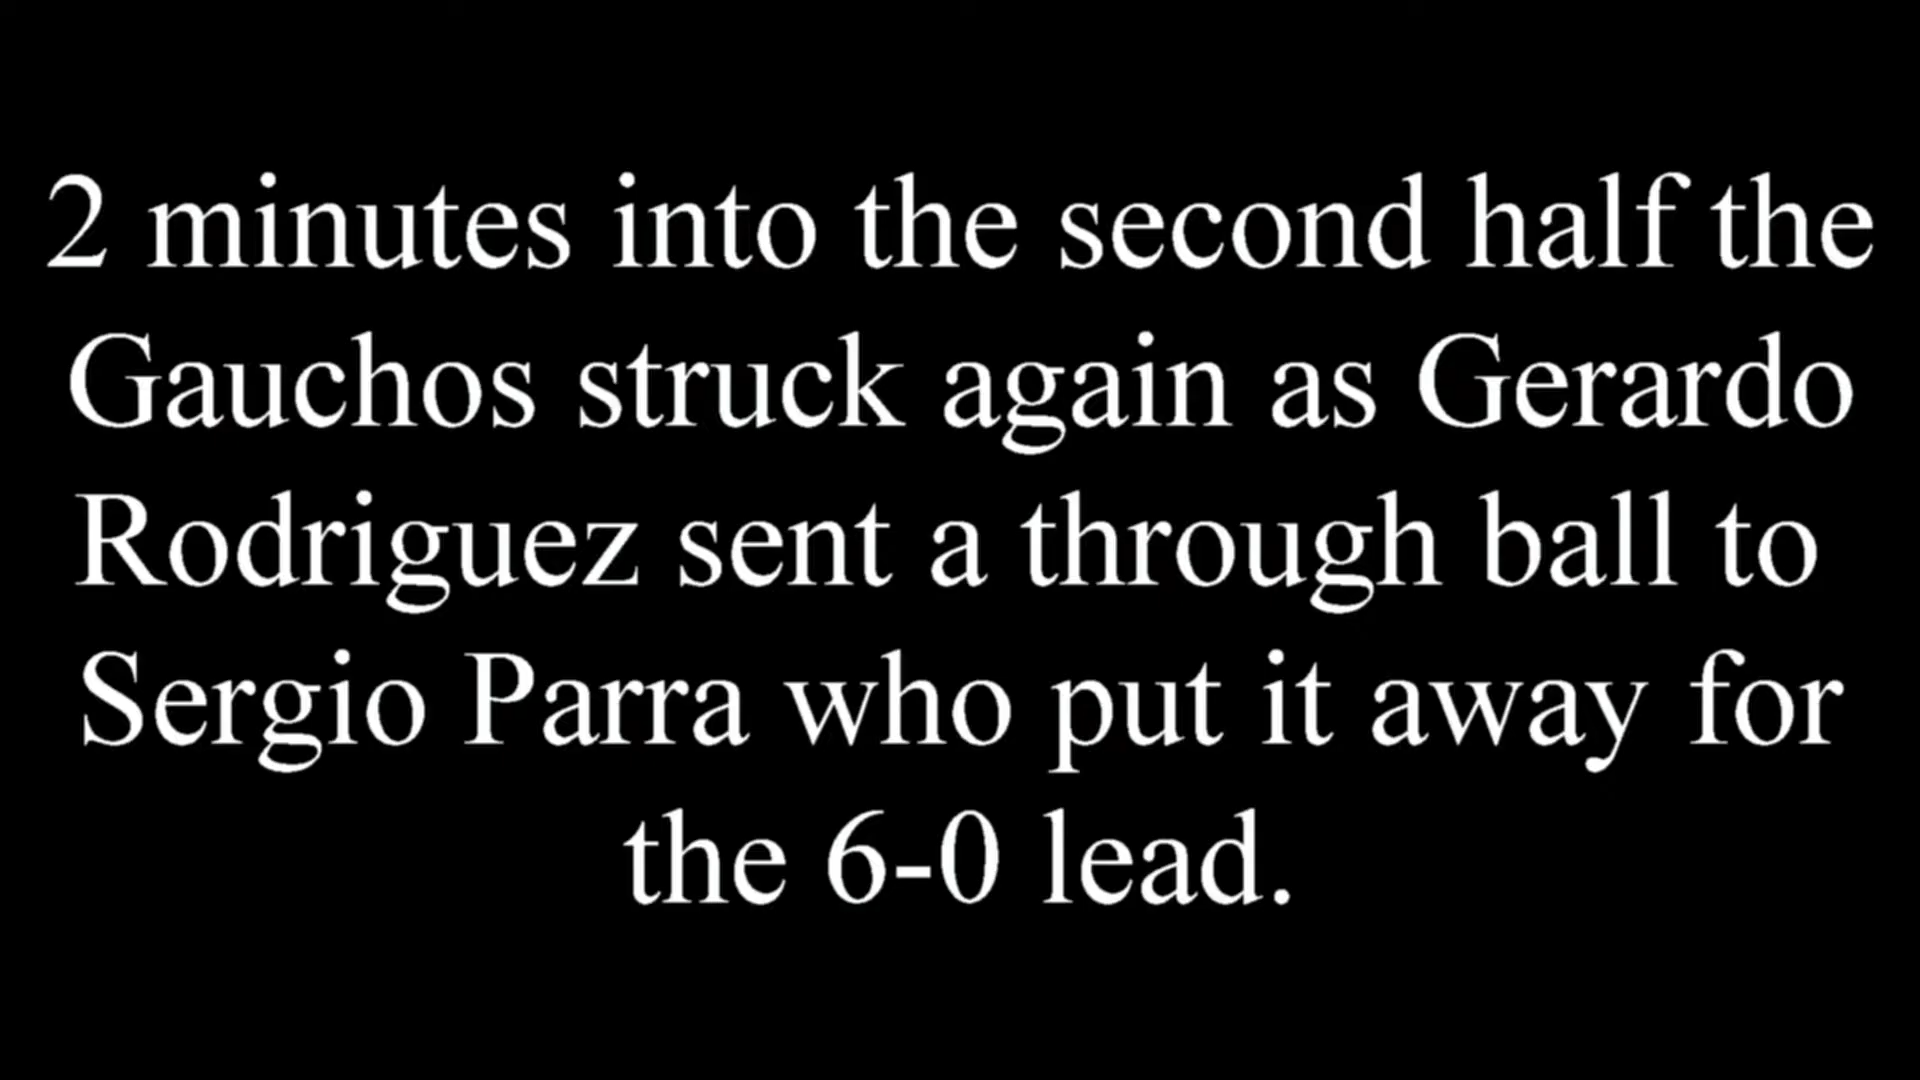 2 minutes into the second half the
Gauchos struck again as Gerardo
Rodriguez sent a through ball to
Sergio Parra who put it away for
the 6-0 lead.